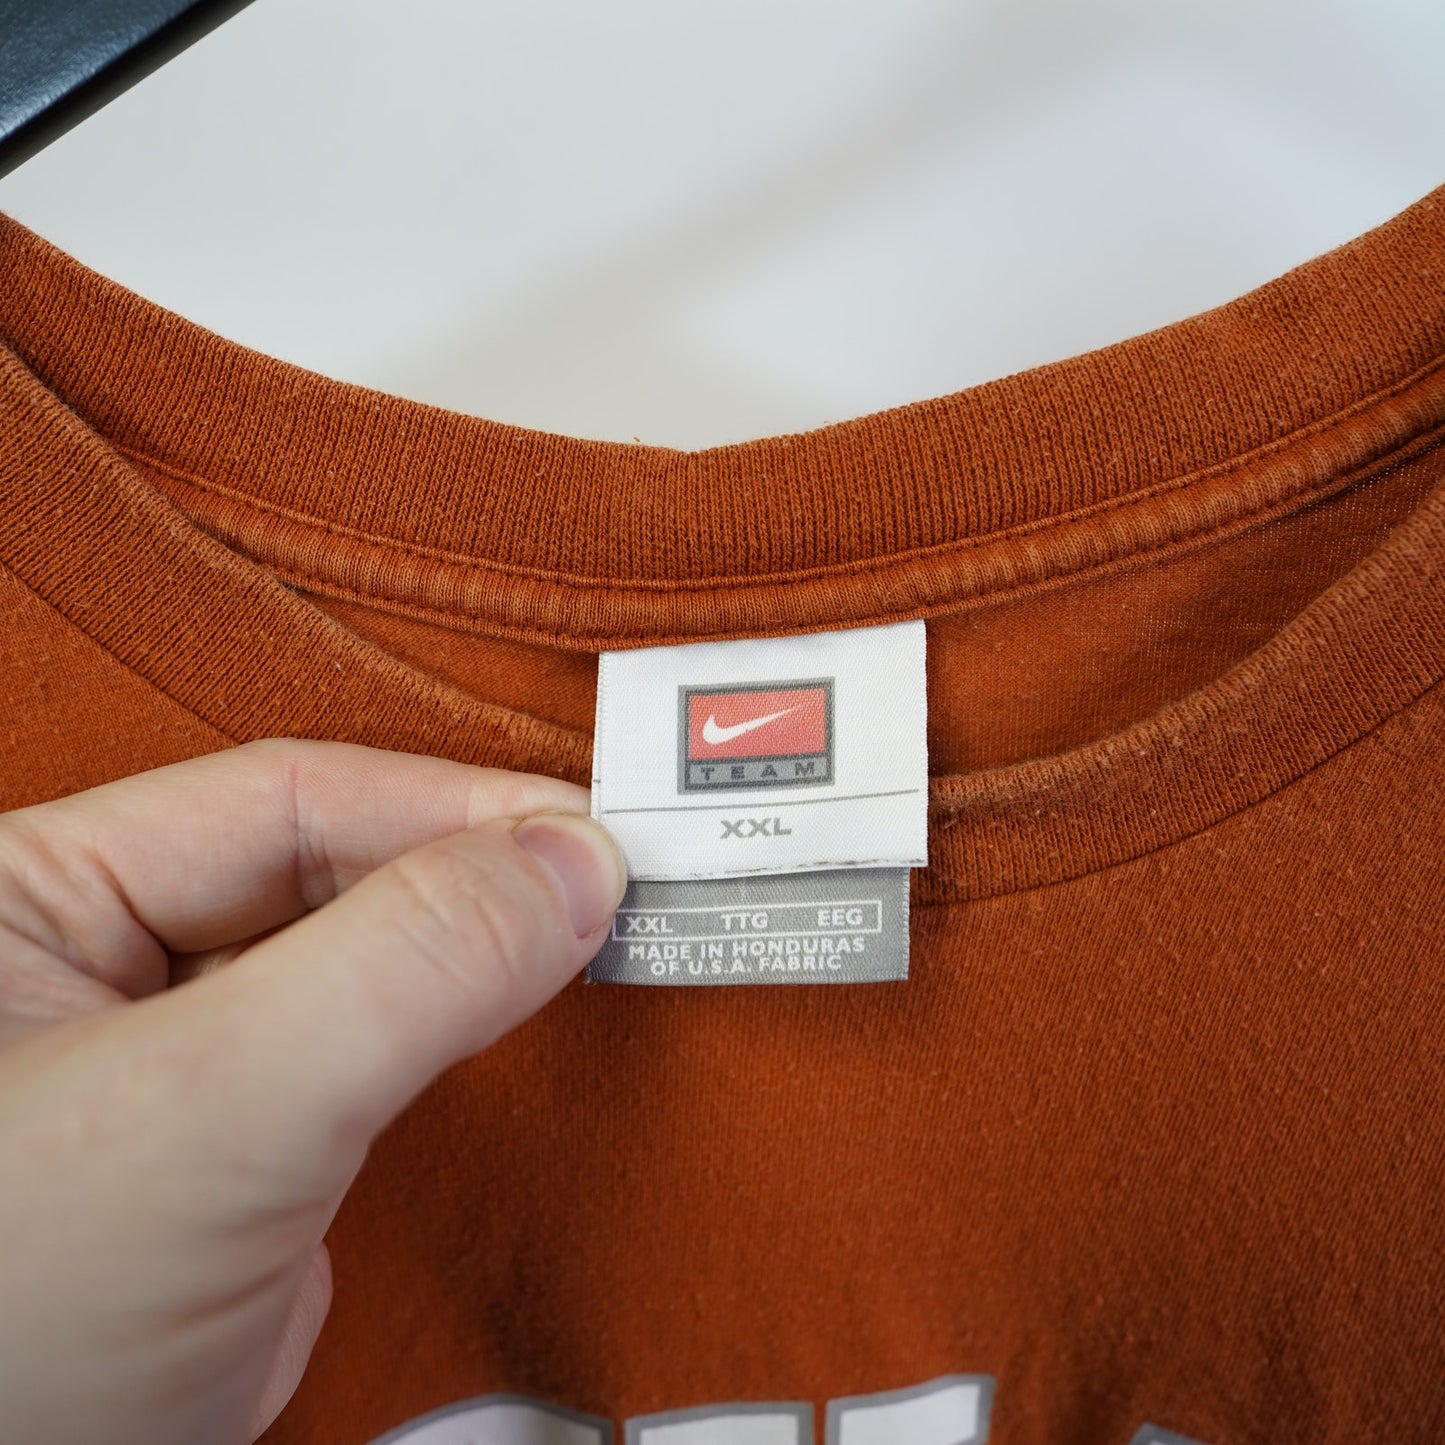 TEAM
XXL
XXL TTG EEG
MADE IN HONDURAS
OF U.S.A. FABRIC